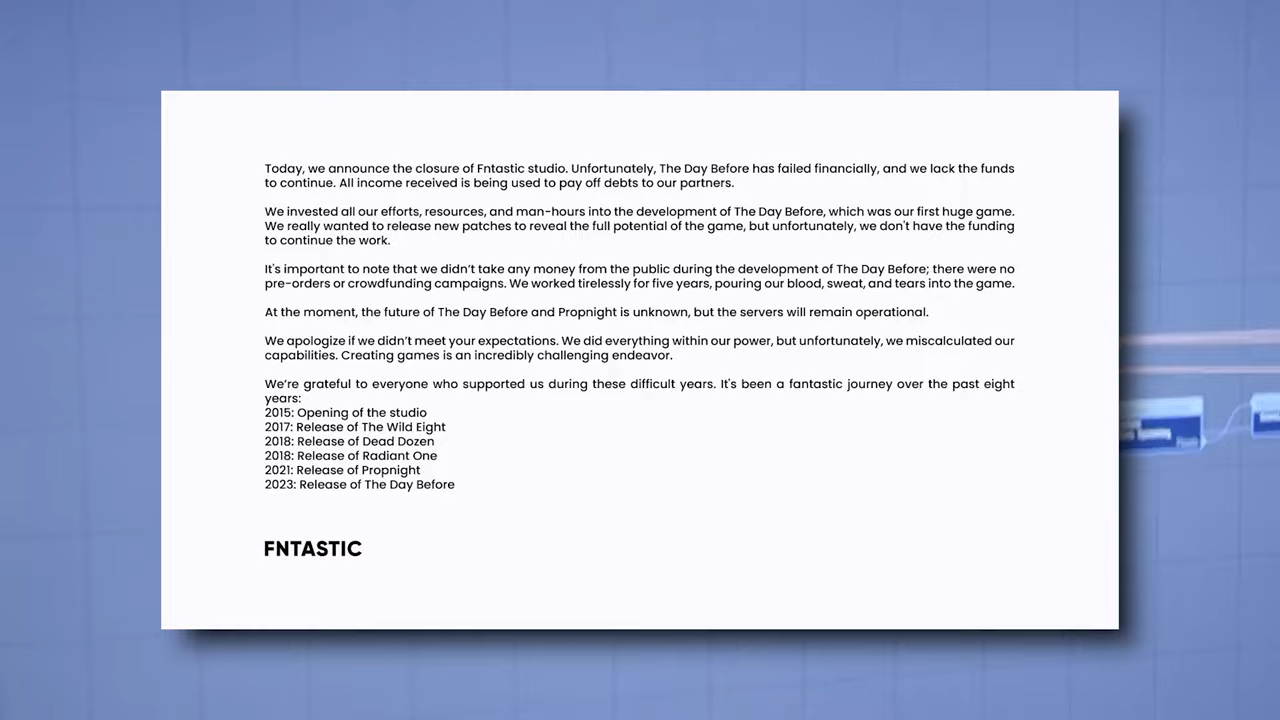 Today, we announce the closure of Fntastic studio. Unfortunately, The Day Before has failed financially, and we lack the funds
to continue. All income received is being used to pay off debts to our partners.
We invested all our efforts, resources, and man-hours into the development of The Day Before, which was our first huge game.
We really wanted to release new patches to reveal the full potential of the game, but unfortunately, we don't have the funding
to continue the work.
It's important to note that we didn’t take any money from the public during the development of The Day Before; there were no
pre-orders or crowdfunding campaigns. We worked tirelessly for five years, pouring our blood, sweat, and tears into the game.
At the moment, the future of The Day Before and Propnight is unknown, but the servers will remain operational.
We apologize if we didn’t meet your expectations. We did everything within our power, but unfortunately, we miscalculated our
capabilities. Creating games is an incredibly challenging endeavor.
We’re grateful to everyone who supported us during these difficult years. It's been a fantastic journey over the past eight
years:
2015: Opening of the studio
2017: Release of The Wild Eight
2018: Release of Dead Dozen
2018: Release of Radiant One
2021: Release of Propnight
2023: Release of The Day Before
FNTASTIC